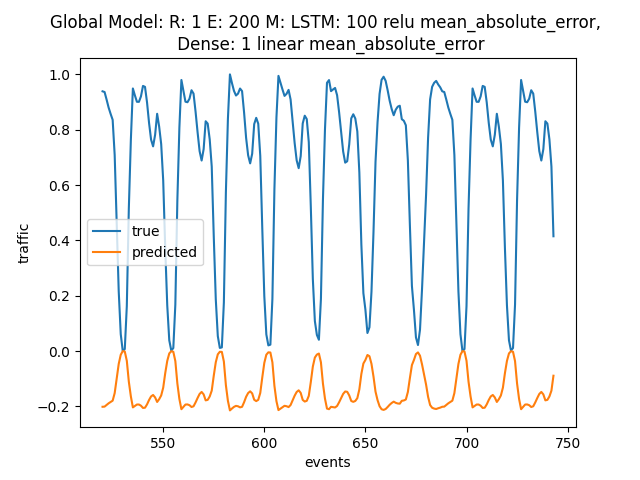 Global Model: R: 1 E: 200 M: LSTM: 100 relu mean_absolute_error,
Dense: 1 linear mean_absolute_error
1.0
0.8
0.6
0.4
0.2
0.0
−0.2
traffic
true
predicted
550
600
650
700
750
events